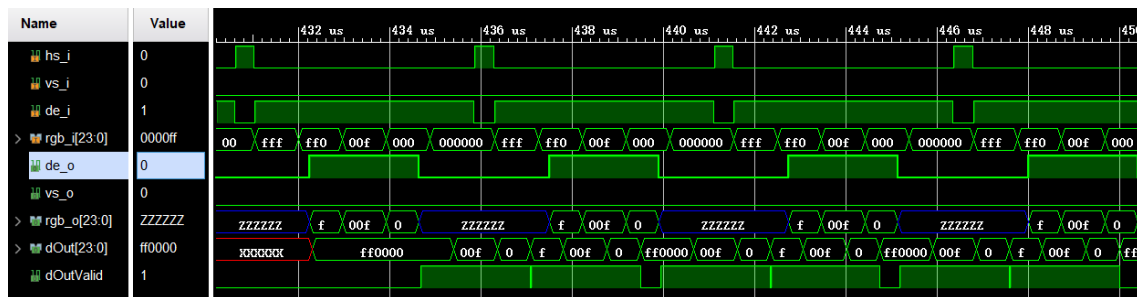 Name Value 432 us 434 us 436 us 438 us 440 us 442 us 444 us 446 us 448 us 45
hs_i 0
vs_i 0
de_i 1
rgb_i[23:0] 0000ff 00 fff ff0 00f 000 000000 fff ff0 00f 000 000000 fff ff0 00f 000 000000 fff ff0 00f 000
de_o 0
vs_o 0
rgb_o[23:0] ZZZZZZ zzzzzz f 00f 0 zzzzzz f 00f 0 zzzzzz f 00f 0 zzzzzz f 00f 0
dOut[23:0] ff0000 XXXXXX ff0000 00f 0 f 00f 0 ff0000 00f 0 f 00f 0 ff0000 00f 0 f 00f 0 ff
dOutValid 1